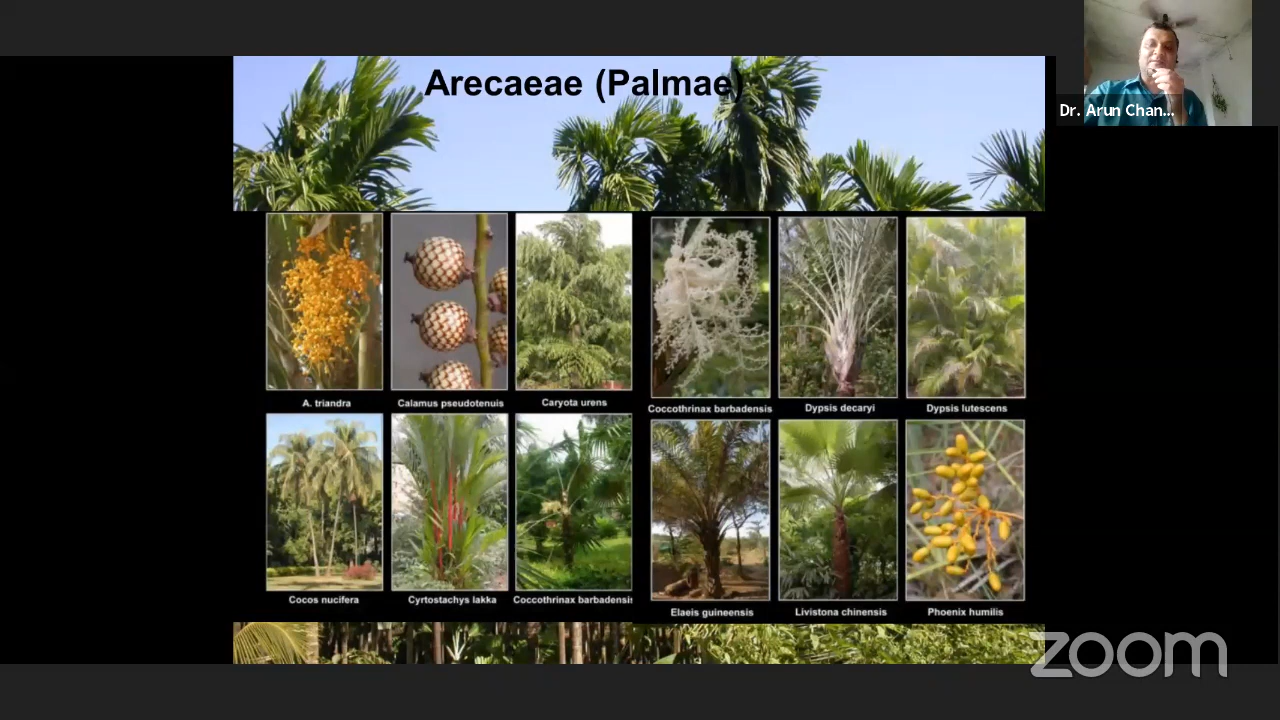 Arecaeae (Palmae)
Dr. Arun Chan...
A. triandra
Calamus pseudotenuis
Caryota urens
Coccothrinax barbadensis
Dypsis decaryi
Dypsis lutescens
Cocos nucifera
Cyrtostachys lakka
Coccothrinax barbadensis
Elaeis guineensis
Livistona chinensis
Phoenix humilis
zoom